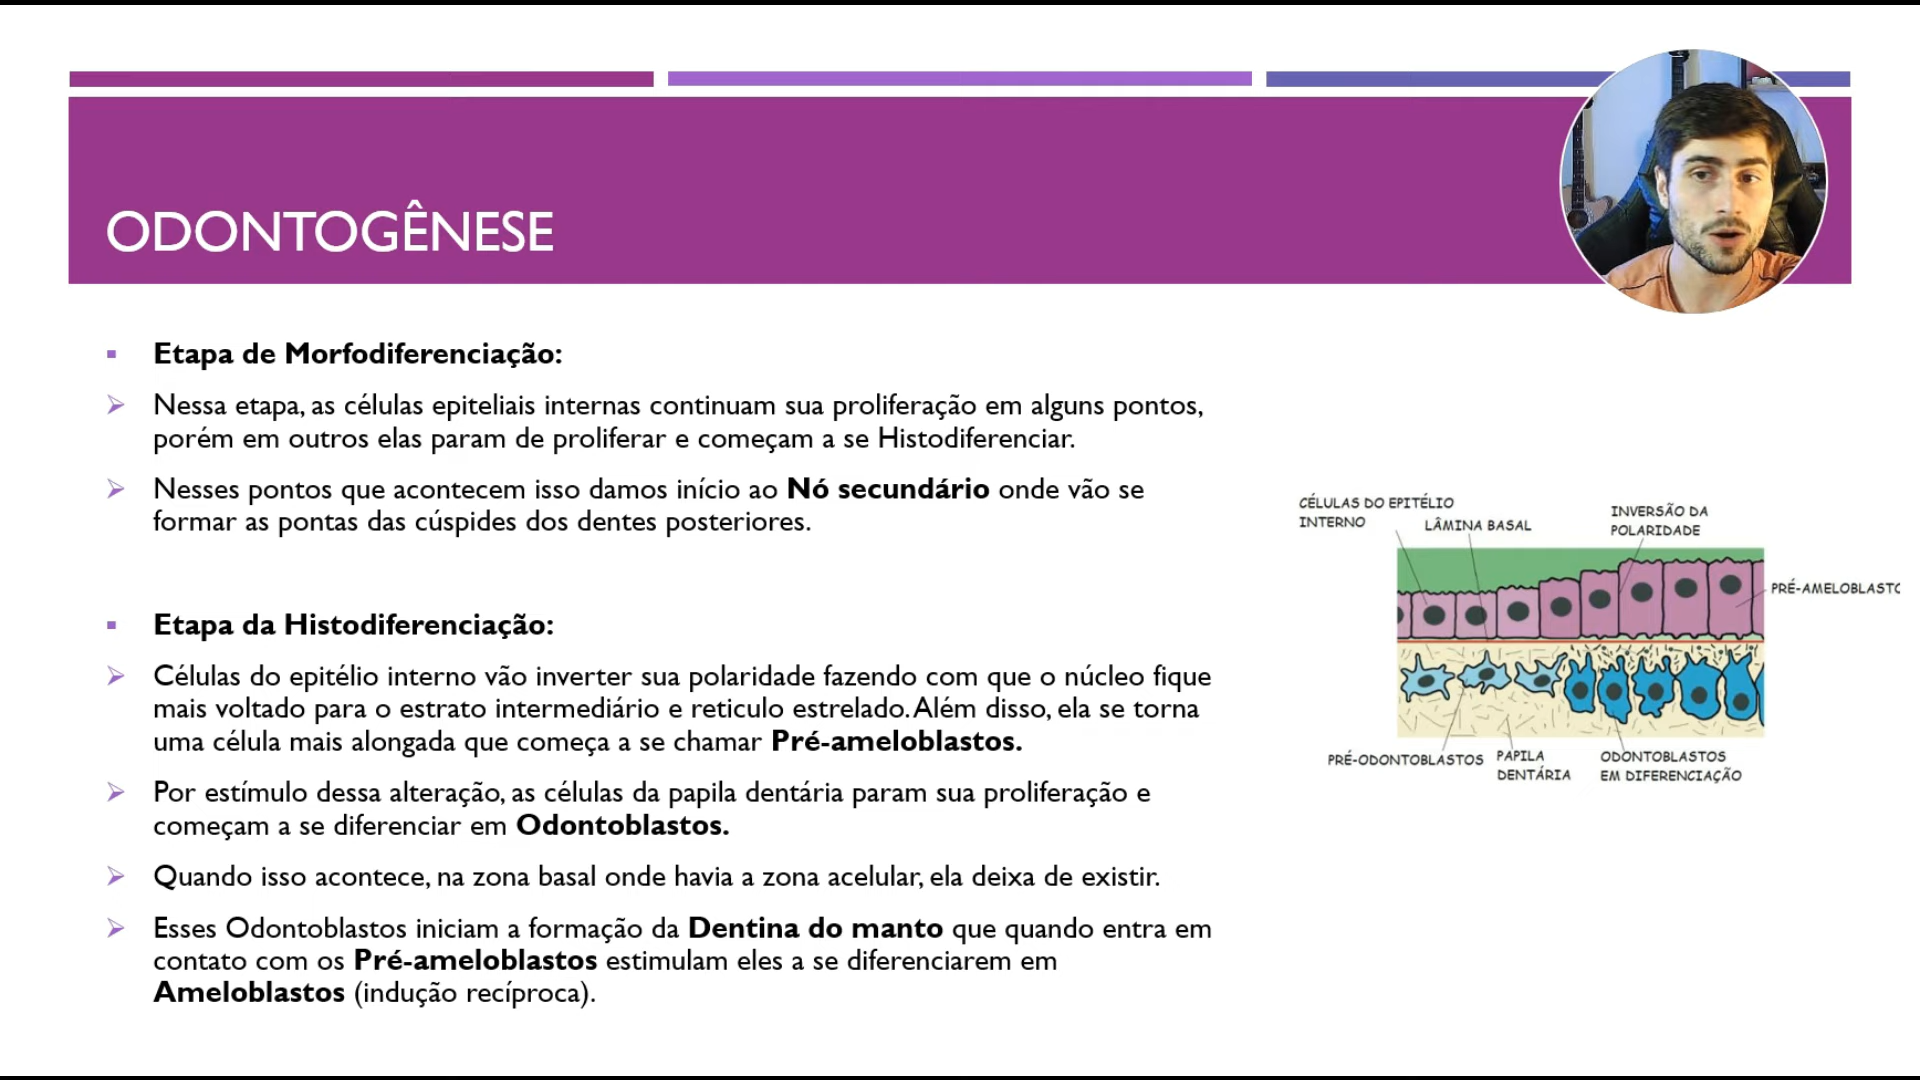 ODONTOGÊNESE
Etapa de Morfodiferenciação:
Nessa etapa, as células epiteliais internas continuam sua proliferação em alguns pontos,
porém em outros elas param de proliferar e começam a se Histodiferenciar.
Nesses pontos que acontecem isso damos início ao Nó secundário onde vão se
formar as pontas das cúspides dos dentes posteriores.
Etapa da Histodiferenciação:
Células do epitélio interno vão inverter sua polaridade fazendo com que o núcleo fique
mais voltado para o estrato intermediário e reticulo estrelado. Além disso, ela se torna
uma célula mais alongada que começa a se chamar Pré-ameloblastos.
Por estímulo dessa alteração, as células da papila dentária param sua proliferação e
começam a se diferenciar em Odontoblastos.
Quando isso acontece, na zona basal onde havia a zona acelular, ela deixa de existir.
Esses Odontoblastos iniciam a formação da Dentina do manto que quando entra em
contato com os Pré-ameloblastos estimulam eles a se diferenciarem em
Ameloblastos (indução recíproca).
CÉLULAS DO EPITÉLIO
INTERNO
LÂMINA BASAL
INVERSÃO DA
POLARIDADE
PRÉ-AMELOBLASTO
PRÉ-ODONTOBLASTOS
PAPILA
DENTÁRIA
ODONTOBLASTOS
EM DIFERENCIAÇÃO